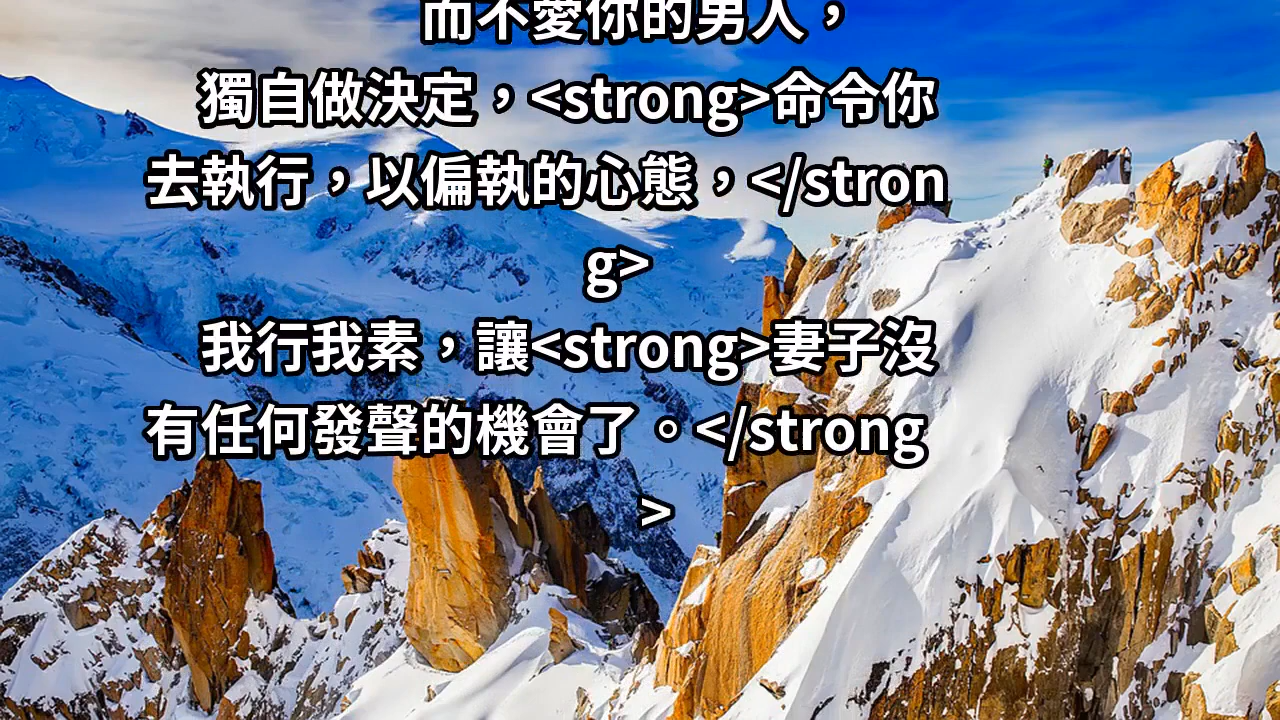 而不愛你的男人，
獨自做決定，<strong>命令你
去執行，以偏執的心態，</stron
g>
我行我素，讓<strong>妻子沒
有任何發聲的機會了。</strong
>